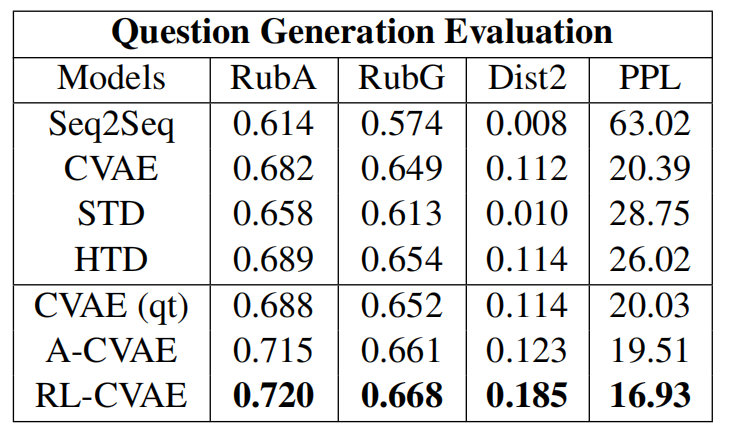 Question Generation Evaluation
Models RubA RubG Dist2 PPL
Seq2Seq 0.614 0.574 0.008 63.02
CVAE 0.682 0.649 0.112 20.39
STD 0.658 0.613 0.010 28.75
HTD 0.689 0.654 0.114 26.02
CVAE (qt) 0.688 0.652 0.114 20.03
A-CVAE 0.715 0.661 0.123 19.51
RL-CVAE 0.720 0.668 0.185 16.93